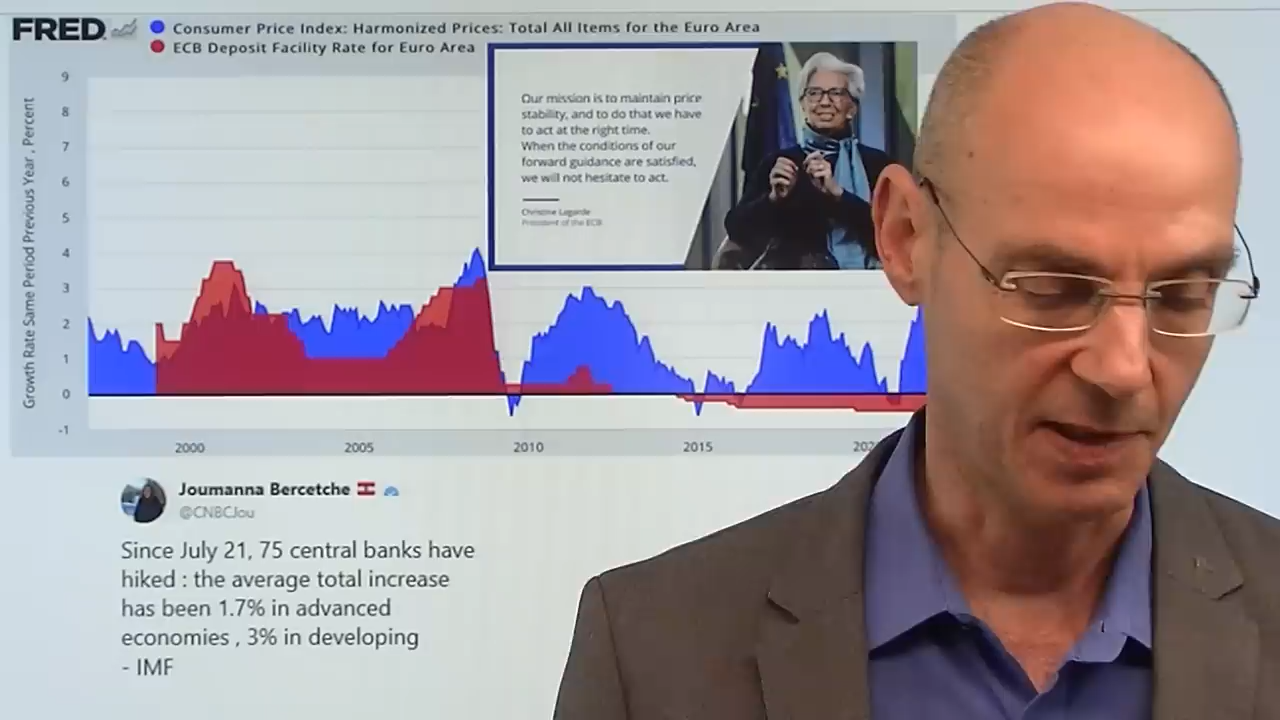 FRED
Consumer Price Index: Harmonized Prices: Total All Items for the Euro Area
ECB Deposit Facility Rate for Euro Area
Growth Rate Same Period Previous Year , Percent
9
8
7
6
5
4
3
2
1
0
-1
2000
2005
2010
2015
Our mission is to maintain price
stability, and to do that we have
to act at the right time.
When the conditions of our
forward guidance are satisfied,
we will not hesitate to act.
Christine Lagarde
President of the ECB
Joumanna Bercetche
@CNBCJou
Since July 21, 75 central banks have
hiked : the average total increase
has been 1.7% in advanced
economies , 3% in developing
- IMF